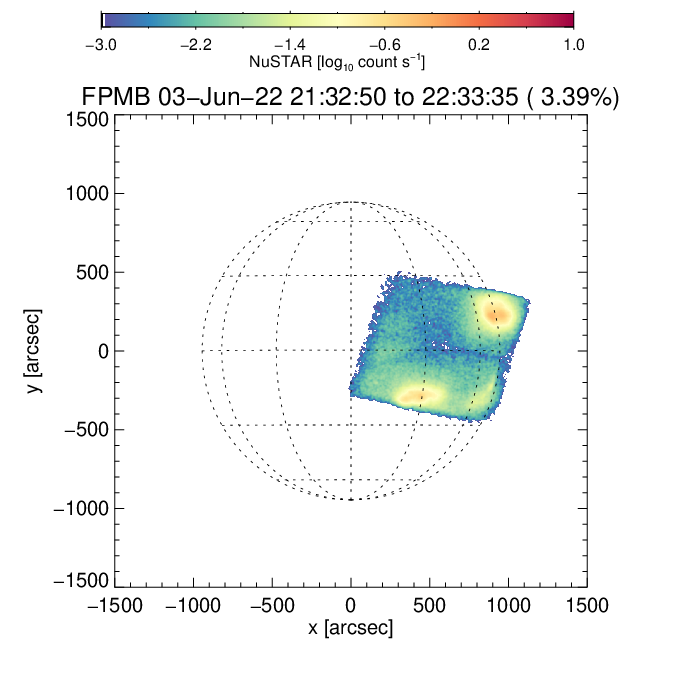 −3.0 −2.2 −1.4 −0.6 0.2 1.0
NuSTAR [log₁₀ count s⁻¹]
FPMB 03−Jun−22 21:32:50 to 22:33:35 ( 3.39%)
1500
1000
500
0
−500
−1000
−1500
y [arcsec]
−1500 −1000 −500 0 500 1000 1500
x [arcsec]